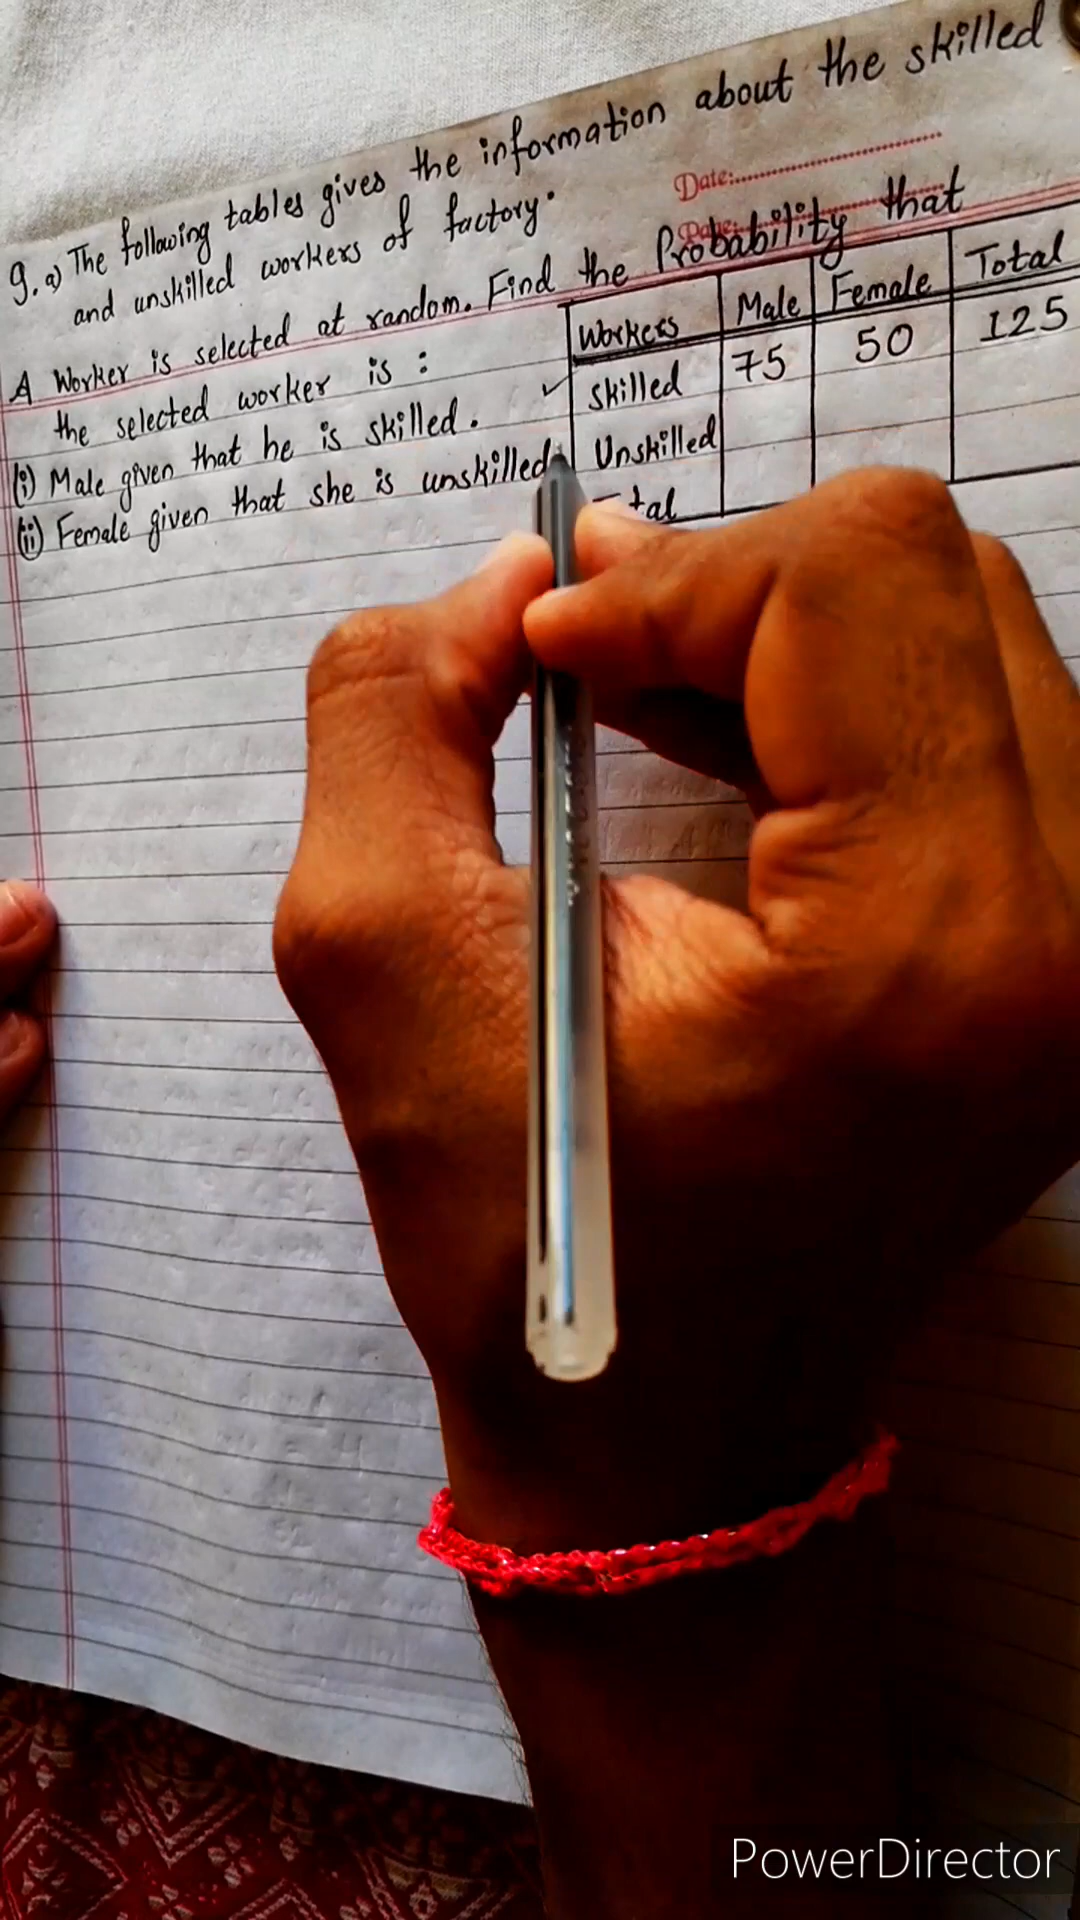 9.a) The following tables gives the information about the skilled
and unskilled workers of factory.
Date:
A Worker is selected at random. Find the Probability that
the selected worker is :
(i) Male given that he is skilled.
(ii) Female given that she is unskilled
Workers Male Female Total
Skilled 75 50 125
Unskilled
tal
PowerDirector